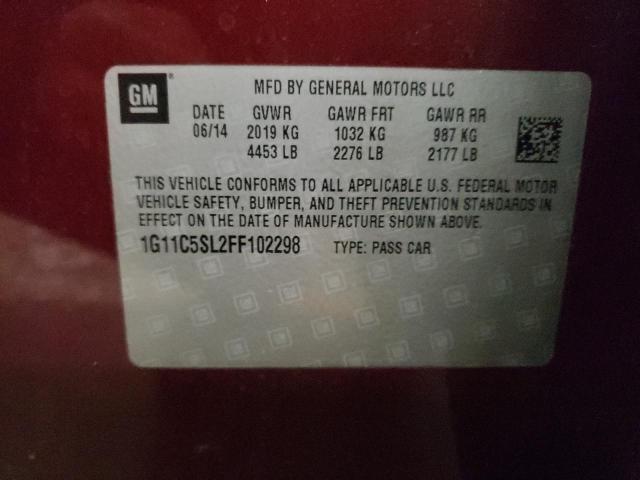 GM
MFD BY GENERAL MOTORS LLC
DATE GVWR GAWR FRT GAWR RR
06/14 2019 KG 1032 KG 987 KG
4453 LB 2276 LB 2177 LB
THIS VEHICLE CONFORMS TO ALL APPLICABLE U.S. FEDERAL MOTOR
VEHICLE SAFETY, BUMPER, AND THEFT PREVENTION STANDARDS IN
EFFECT ON THE DATE OF MANUFACTURE SHOWN ABOVE.
1G11C5SL2FF102298 TYPE: PASS CAR